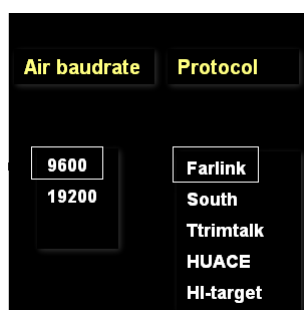 Air baudrate Protocol
9600 Farlink
19200 South
Ttrimtalk
HUACE
HI-target